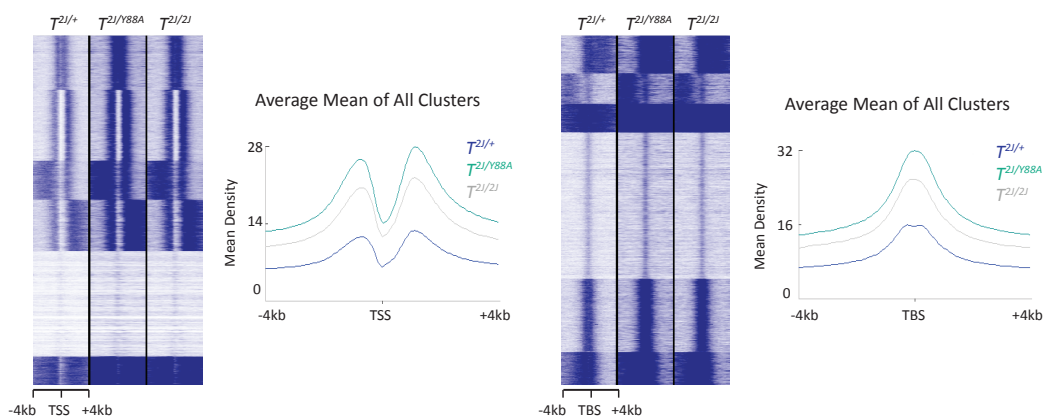 T2J/+ T2J/Y88A T2J/2J
-4kb TSS +4kb
Average Mean of All Clusters
T2J/+
T2J/Y88A
T2J/2J
Mean Density
28
14
0
-4kb TSS +4kb
T2J/+ T2J/Y88A T2J/2J
-4kb TBS +4kb
Average Mean of All Clusters
T2J/+
T2J/Y88A
T2J/2J
Mean Density
32
16
0
-4kb TBS +4kb